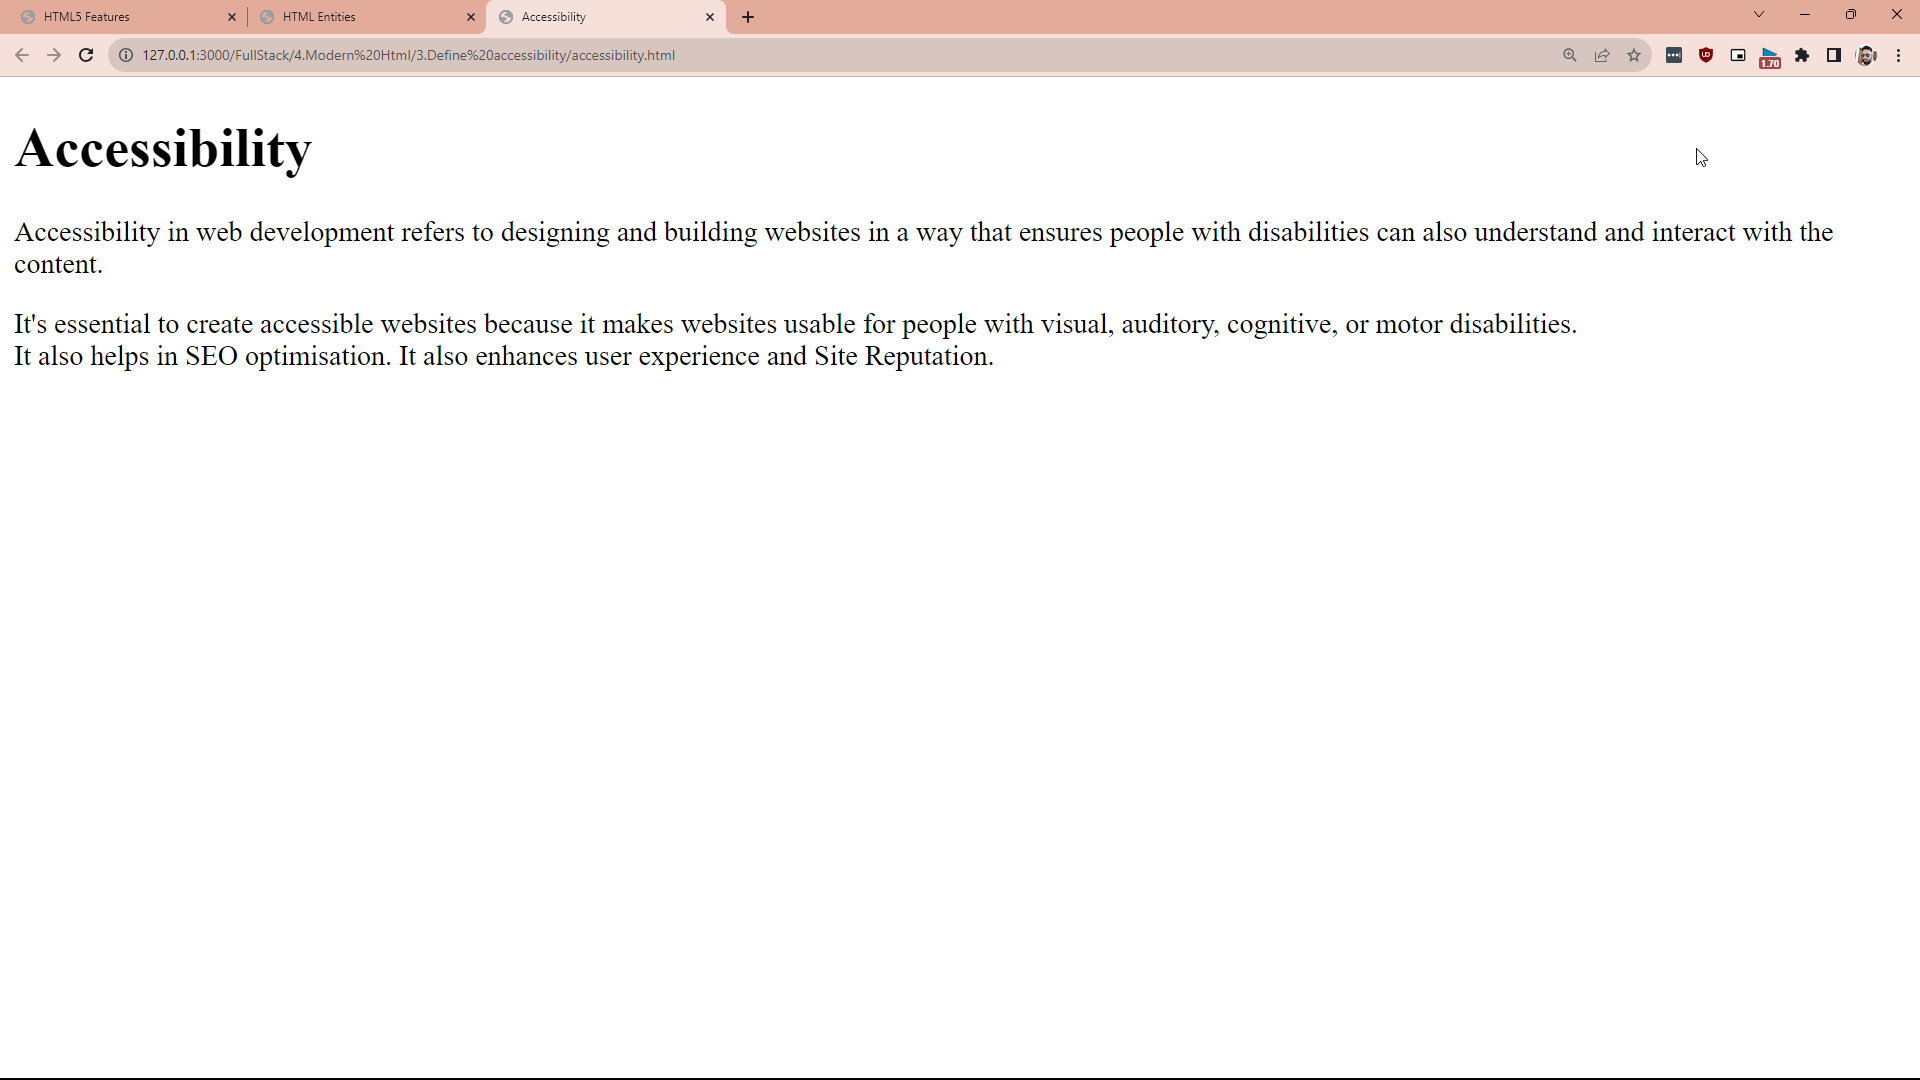 HTML5 Features
HTML Entities
Accessibility
127.0.0.1:3000/FullStack/4.Modern%20Html/3.Define%20accessibility/accessibility.html
1.70
Accessibility
Accessibility in web development refers to designing and building websites in a way that ensures people with disabilities can also understand and interact with the
content.
It's essential to create accessible websites because it makes websites usable for people with visual, auditory, cognitive, or motor disabilities.
It also helps in SEO optimisation. It also enhances user experience and Site Reputation.